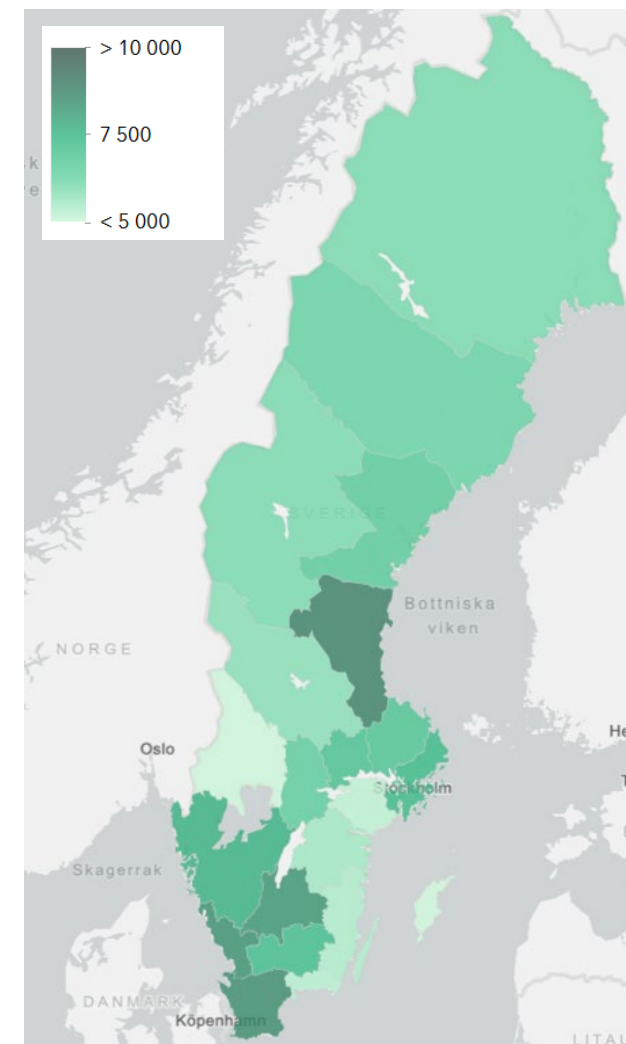 > 10 000
7 500
< 5 000
SVERIGE
Bottniska
viken
NORGE
Oslo
Stockholm
Skagerrak
DANMARK
Köpenhamn